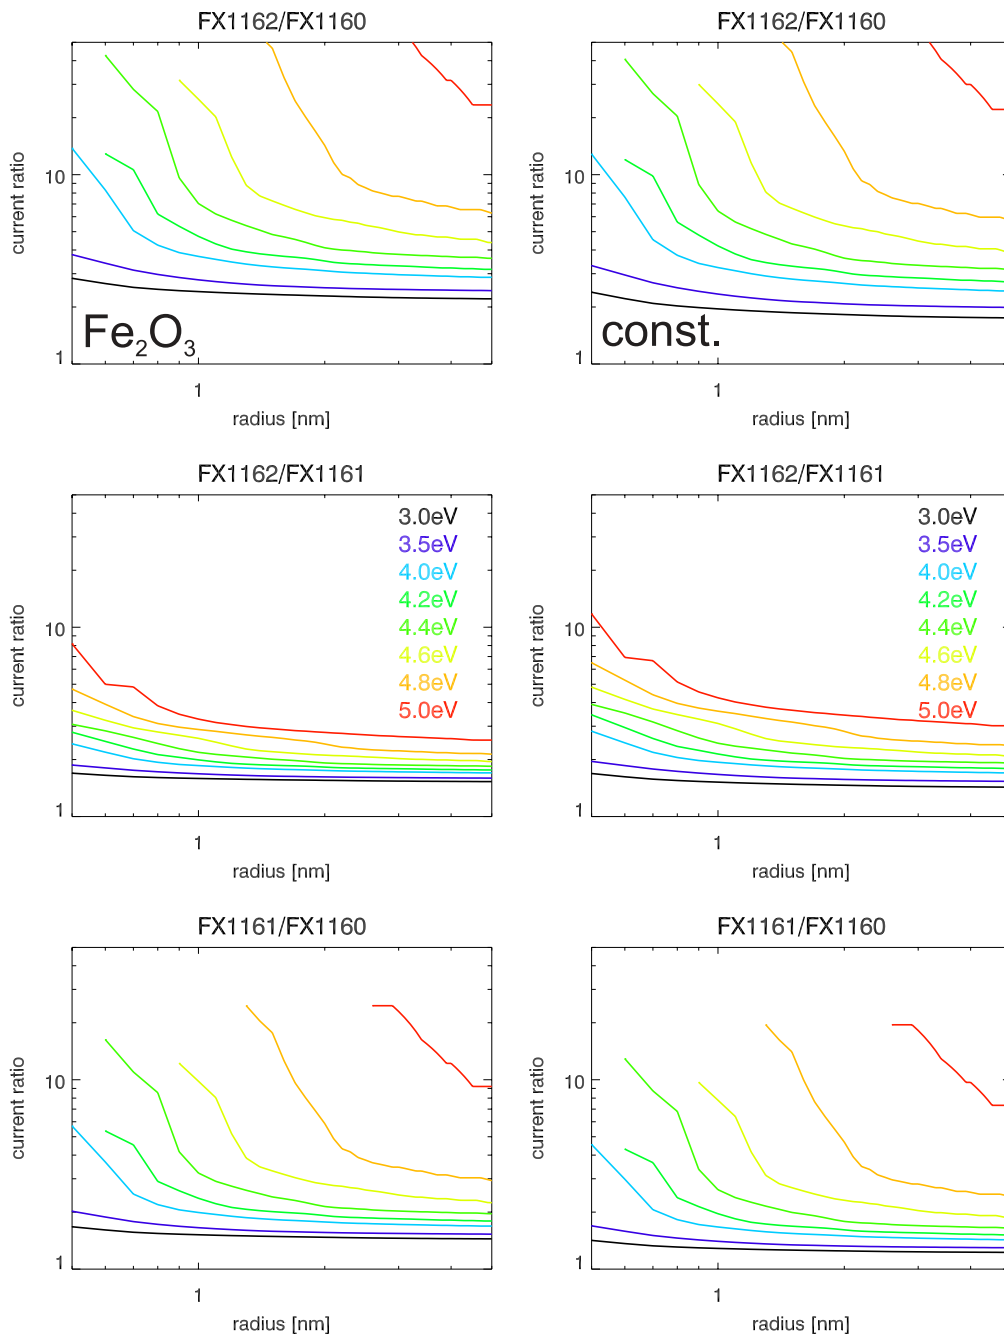 FX1162/FX1160
FX1162/FX1160
current ratio
10
1
Fe₂O₃
1
radius [nm]
current ratio
10
1
const.
1
radius [nm]
FX1162/FX1161
FX1162/FX1161
current ratio
10
1
3.0eV
3.5eV
4.0eV
4.2eV
4.4eV
4.6eV
4.8eV
5.0eV
1
radius [nm]
current ratio
10
1
3.0eV
3.5eV
4.0eV
4.2eV
4.4eV
4.6eV
4.8eV
5.0eV
1
radius [nm]
FX1161/FX1160
FX1161/FX1160
current ratio
10
1
1
radius [nm]
current ratio
10
1
1
radius [nm]